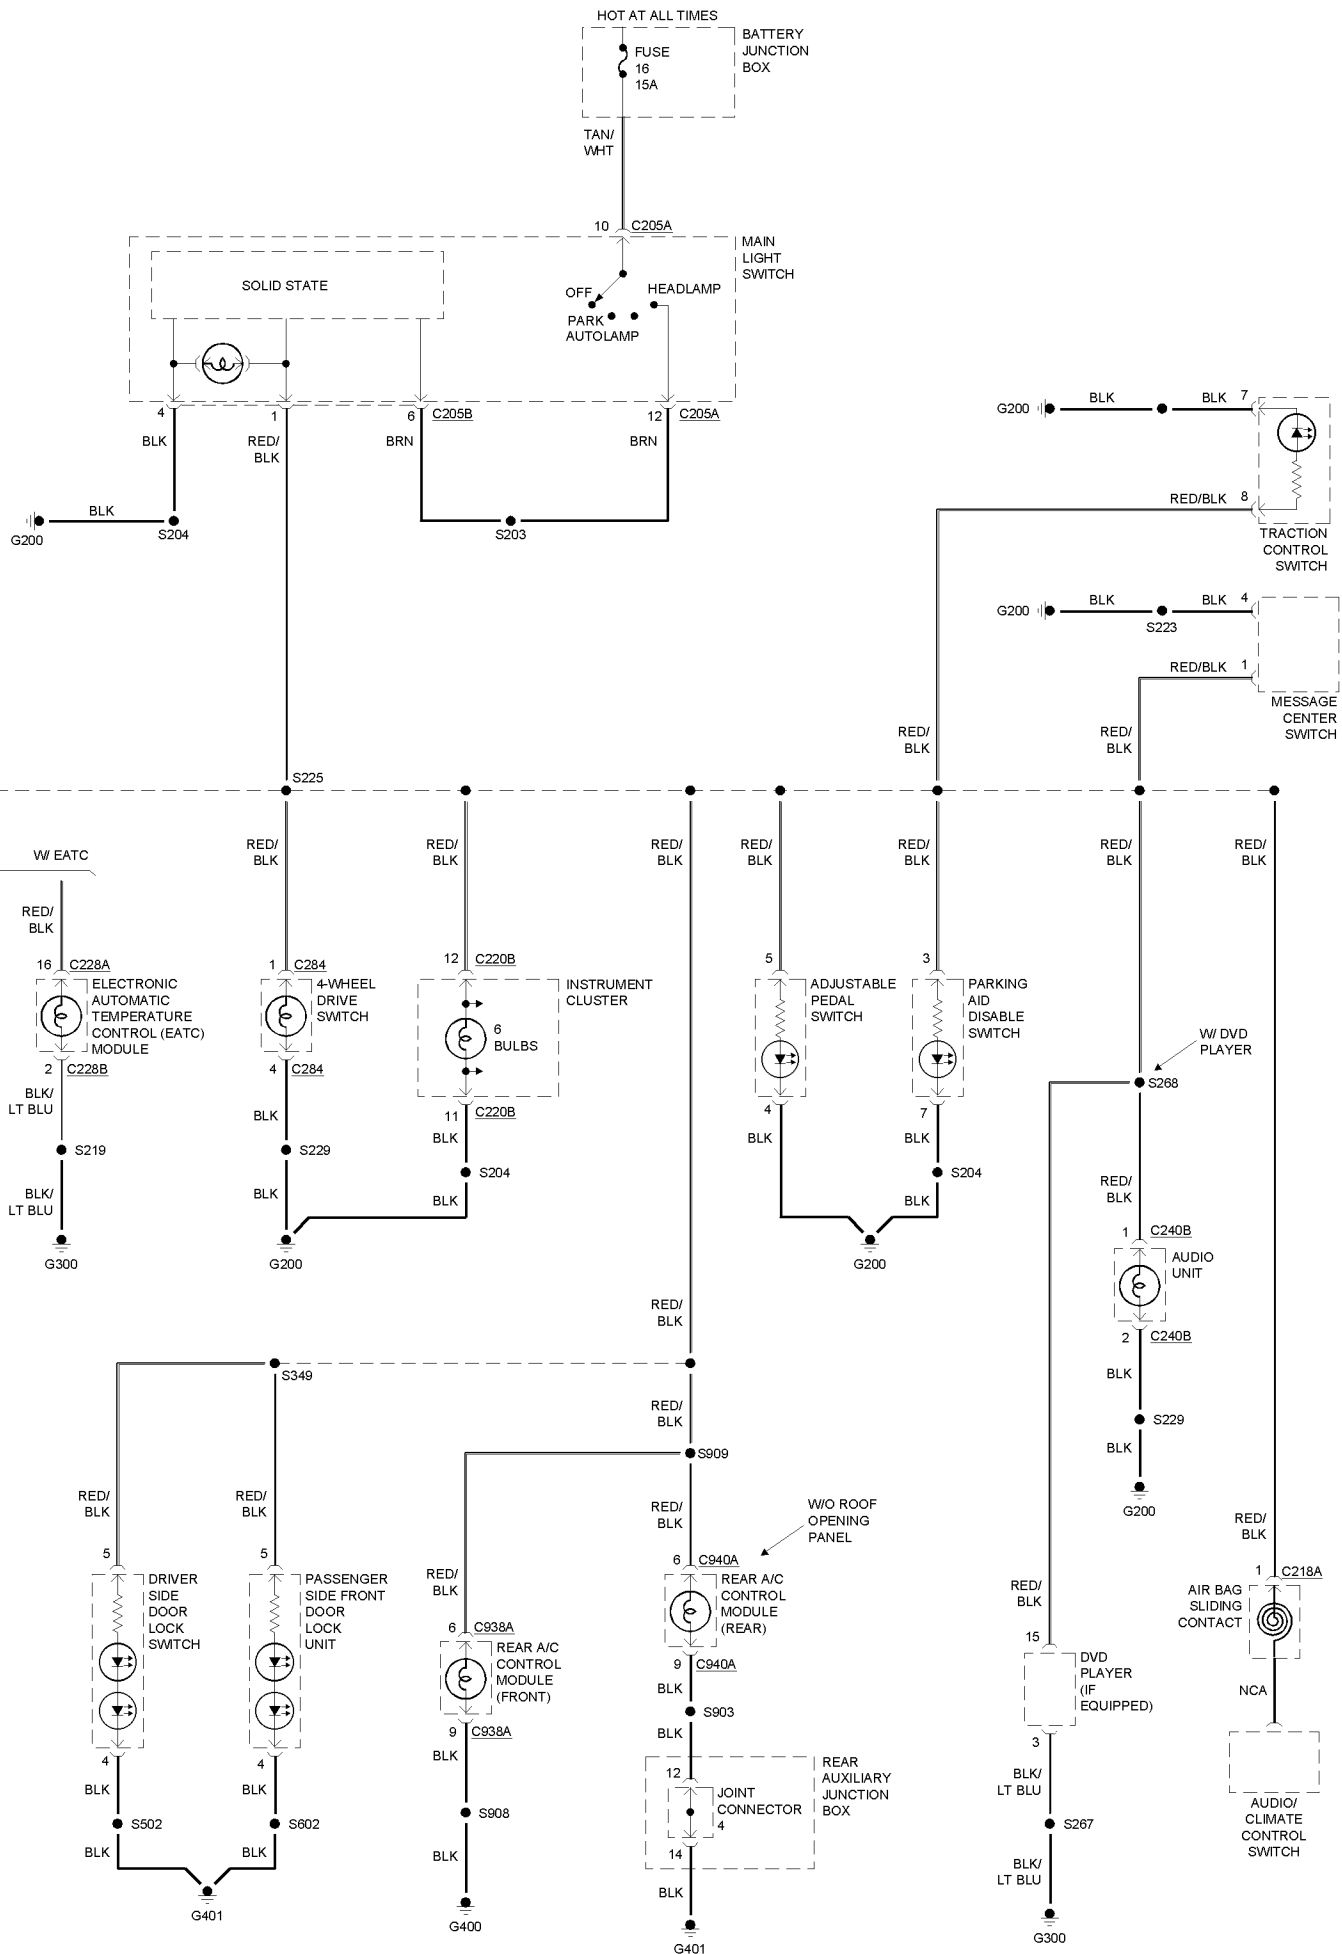 HOT AT ALL TIMES
BATTERY
JUNCTION
BOX
FUSE
16
15A
TAN/
WHT
10 C205A
MAIN
LIGHT
SWITCH
SOLID STATE
OFF
HEADLAMP
PARK
AUTOLAMP
4
1
6 C205B
12 C205A
BLK
RED/
BLK
BRN
BRN
BLK
G200
S204
S203
G200
BLK
BLK
7
RED/BLK
8
TRACTION
CONTROL
SWITCH
G200
BLK
BLK
4
S223
RED/BLK
1
MESSAGE
CENTER
SWITCH
RED/
BLK
RED/
BLK
S225
W/ EATC
RED/
BLK
RED/
BLK
RED/
BLK
RED/
BLK
RED/
BLK
RED/
BLK
RED/
BLK
RED/
BLK
16 C228A
ELECTRONIC
AUTOMATIC
TEMPERATURE
CONTROL (EATC)
MODULE
2 C228B
BLK/
LT BLU
S219
BLK/
LT BLU
G300
1 C284
4-WHEEL
DRIVE
SWITCH
4 C284
BLK
S229
BLK
G200
12 C220B
INSTRUMENT
CLUSTER
6
BULBS
11 C220B
BLK
S204
BLK
5
ADJUSTABLE
PEDAL
SWITCH
4
BLK
3
PARKING
AID
DISABLE
SWITCH
7
BLK
S204
BLK
G200
W/ DVD
PLAYER
S268
RED/
BLK
1 C240B
AUDIO
UNIT
2 C240B
BLK
S229
BLK
G200
RED/
BLK
S349
RED/
BLK
S909
RED/
BLK
RED/
BLK
RED/
BLK
W/O ROOF
OPENING
PANEL
RED/
BLK
5
DRIVER
SIDE
DOOR
LOCK
SWITCH
4
BLK
S502
BLK
5
PASSENGER
SIDE FRONT
DOOR
LOCK
UNIT
4
BLK
S602
BLK
G401
RED/
BLK
6 C938A
REAR A/C
CONTROL
MODULE
(FRONT)
9 C938A
BLK
S908
BLK
G400
6 C940A
REAR A/C
CONTROL
MODULE
(REAR)
9 C940A
BLK
S903
BLK
12
REAR
AUXILIARY
JUNCTION
BOX
JOINT
CONNECTOR
4
14
BLK
G401
RED/
BLK
15
DVD
PLAYER
(IF
EQUIPPED)
3
BLK/
LT BLU
S267
BLK/
LT BLU
G300
1 C218A
AIR BAG
SLIDING
CONTACT
NCA
AUDIO/
CLIMATE
CONTROL
SWITCH